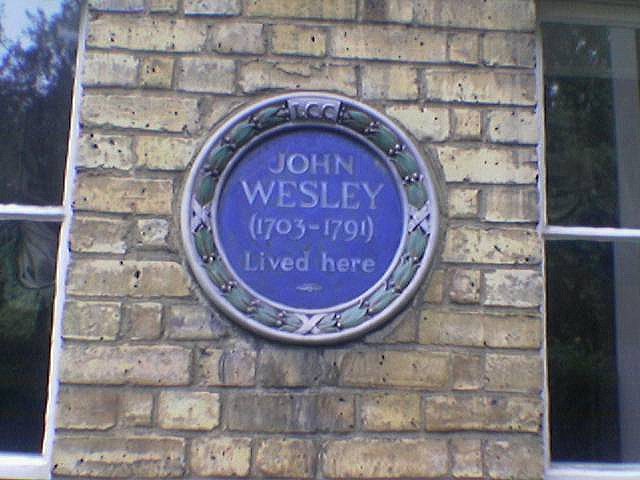 LCC
JOHN
WESLEY
(1703-1791)
Lived here